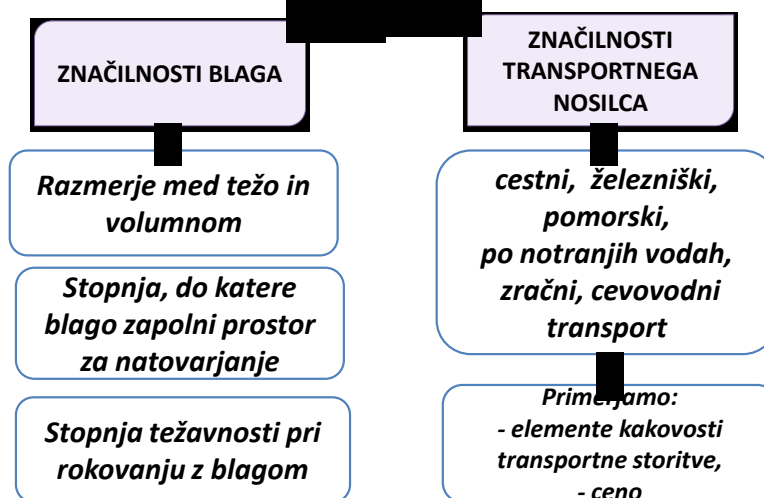 ZNAČILNOSTI BLAGA
Razmerje med težo in
volumnom
Stopnja, do katere
blago zapolni prostor
za natovarjanje
Stopnja težavnosti pri
rokovanju z blagom
ZNAČILNOSTI
TRANSPORTNEGA
NOSILCA
cestni, železniški,
pomorski,
po notranjih vodah,
zračni, cevovodni
transport
Primerjamo:
- elemente kakovosti
transportne storitve,
- ceno